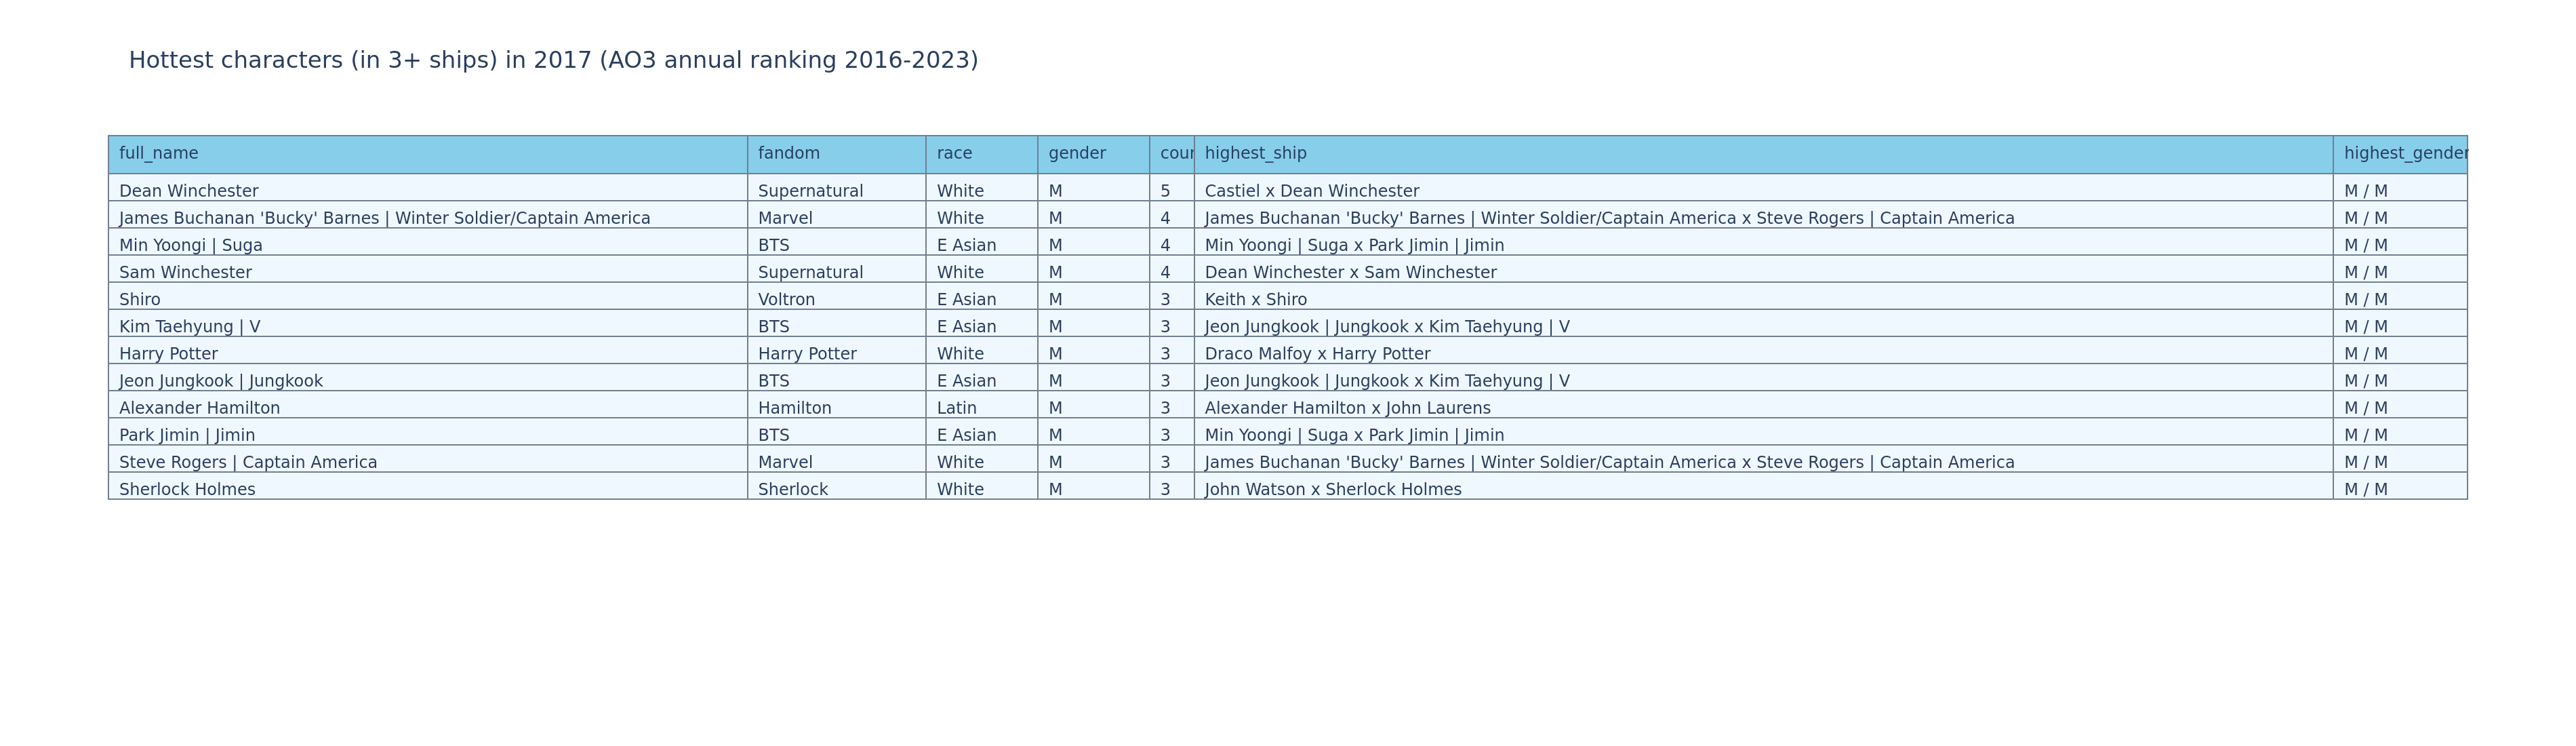 Hottest characters (in 3+ ships) in 2017 (AO3 annual ranking 2016-2023)
full_name fandom race gender cour highest_ship highest_gender
Dean Winchester Supernatural White M 5 Castiel x Dean Winchester M / M
James Buchanan 'Bucky' Barnes | Winter Soldier/Captain America Marvel White M 4 James Buchanan 'Bucky' Barnes | Winter Soldier/Captain America x Steve Rogers | Captain America M / M
Min Yoongi | Suga BTS E Asian M 4 Min Yoongi | Suga x Park Jimin | Jimin M / M
Sam Winchester Supernatural White M 4 Dean Winchester x Sam Winchester M / M
Shiro Voltron E Asian M 3 Keith x Shiro M / M
Kim Taehyung | V BTS E Asian M 3 Jeon Jungkook | Jungkook x Kim Taehyung | V M / M
Harry Potter Harry Potter White M 3 Draco Malfoy x Harry Potter M / M
Jeon Jungkook | Jungkook BTS E Asian M 3 Jeon Jungkook | Jungkook x Kim Taehyung | V M / M
Alexander Hamilton Hamilton Latin M 3 Alexander Hamilton x John Laurens M / M
Park Jimin | Jimin BTS E Asian M 3 Min Yoongi | Suga x Park Jimin | Jimin M / M
Steve Rogers | Captain America Marvel White M 3 James Buchanan 'Bucky' Barnes | Winter Soldier/Captain America x Steve Rogers | Captain America M / M
Sherlock Holmes Sherlock White M 3 John Watson x Sherlock Holmes M / M